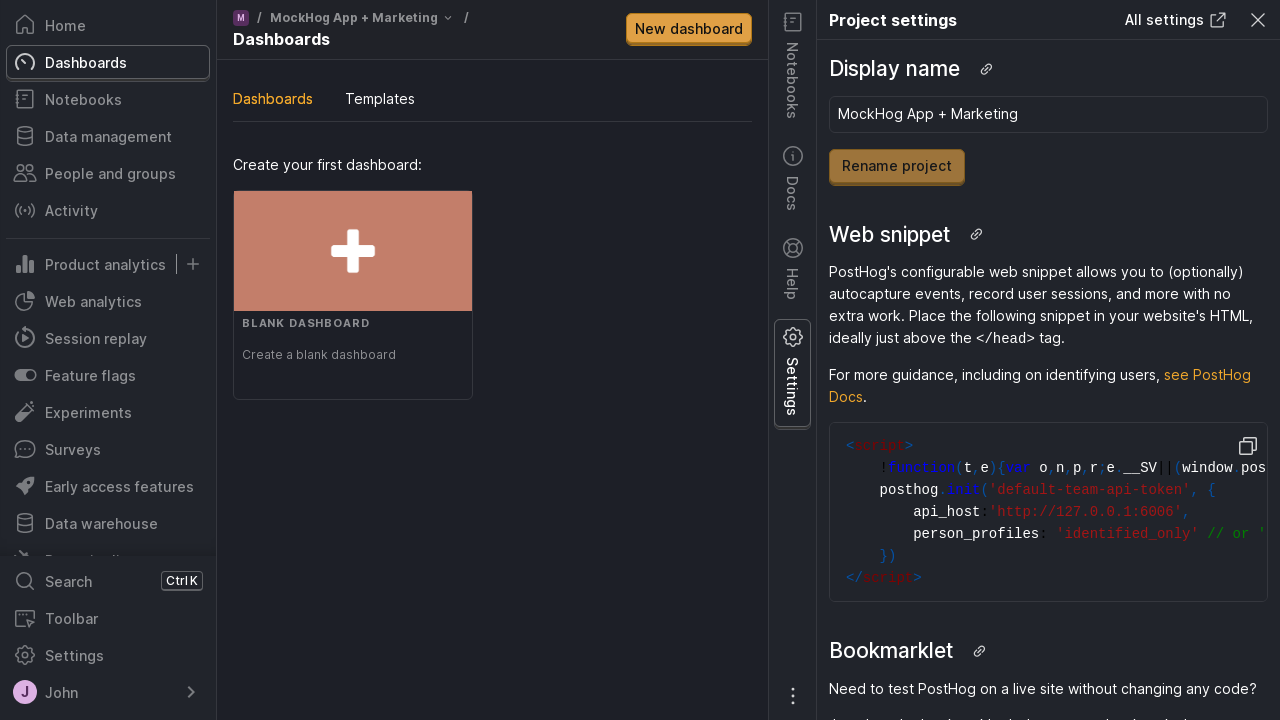 Home
Dashboards
Notebooks
Data management
People and groups
Activity
Product analytics
Web analytics
Session replay
Feature flags
Experiments
Surveys
Early access features
Data warehouse
Search
Ctrl K
Toolbar
Settings
J John
M / MockHog App + Marketing /
Dashboards
New dashboard
Dashboards Templates
Create your first dashboard:
BLANK DASHBOARD
Create a blank dashboard
Notebooks
Docs
Help
Settings
Project settings
All settings
Display name
MockHog App + Marketing
Rename project
Web snippet
PostHog's configurable web snippet allows you to (optionally)
autocapture events, record user sessions, and more with no
extra work. Place the following snippet in your website's HTML,
ideally just above the </head> tag.
For more guidance, including on identifying users, see PostHog
Docs.
<script>
!function(t,e){var o,n,p,r;e.__SV||(window.pos
posthog.init('default-team-api-token', {
api_host:'http://127.0.0.1:6006',
person_profiles: 'identified_only' // or '
})
</script>
Bookmarklet
Need to test PostHog on a live site without changing any code?